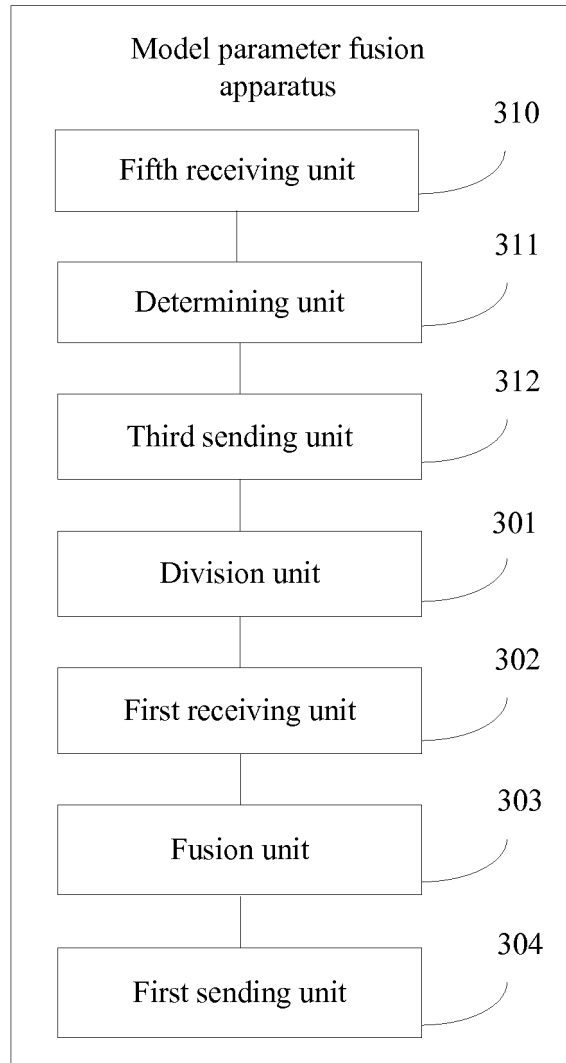 Model parameter fusion
apparatus
310
Fifth receiving unit
311
Determining unit
312
Third sending unit
301
Division unit
302
First receiving unit
303
Fusion unit
304
First sending unit